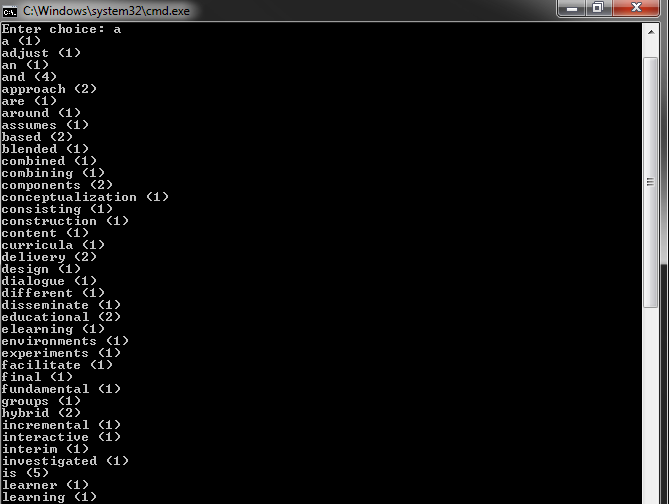 C:\Windows\system32\cmd.exe
Enter choice: a
a (1)
adjust (1)
an (1)
and (4)
approach (2)
are (1)
around (1)
assumes (1)
based (2)
blended (1)
combined (1)
combining (1)
components (2)
conceptualization (1)
consisting (1)
construction (1)
content (1)
curricula (1)
delivery (2)
design (1)
dialogue (1)
different (1)
disseminate (1)
educational (2)
elearning (1)
environments (1)
experiments (1)
facilitate (1)
final (1)
fundamental (1)
groups (1)
hybrid (2)
incremental (1)
interactive (1)
interim (1)
investigated (1)
is (5)
learner (1)
learning (1)